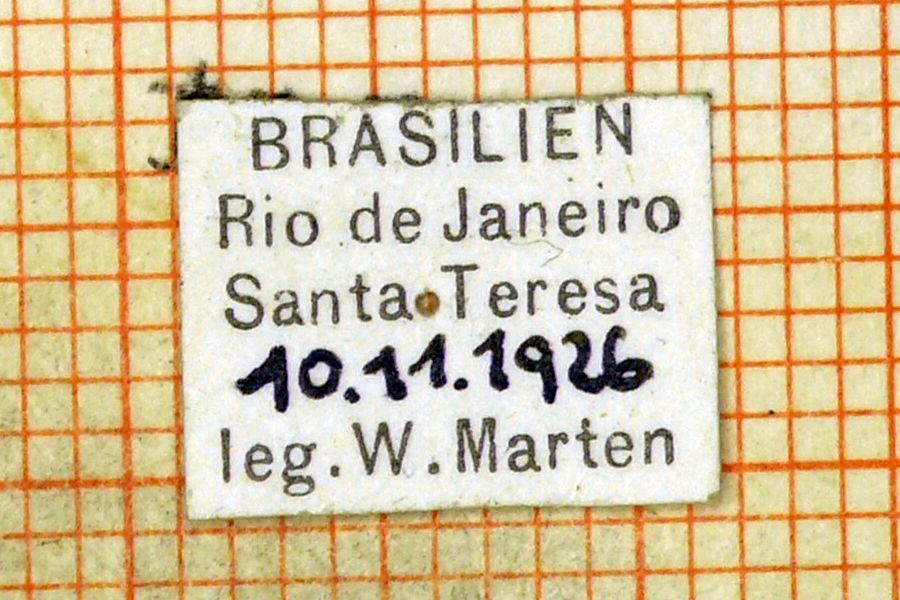 BRASILIEN
Rio de Janeiro
Santa Teresa
10.11.1926
leg. W. Marten